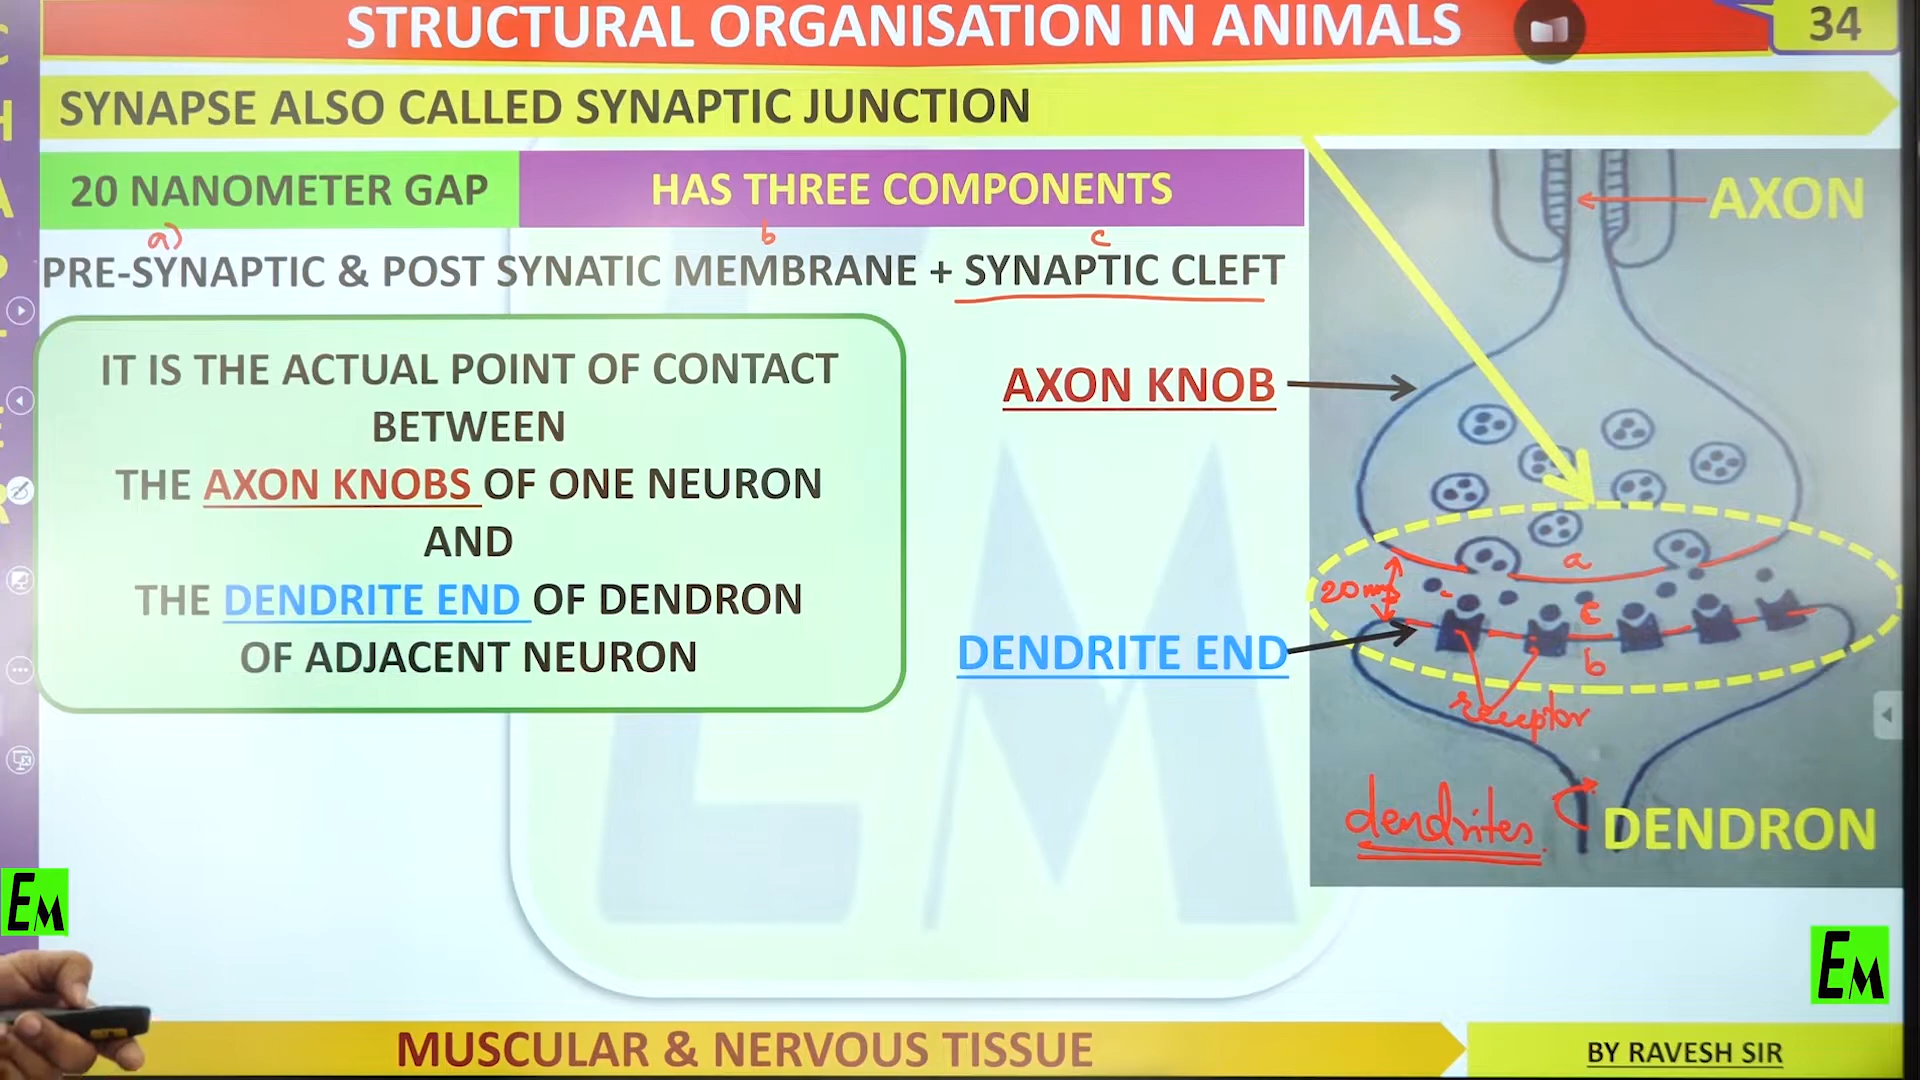 STRUCTURAL ORGANISATION IN ANIMALS
34
SYNAPSE ALSO CALLED SYNAPTIC JUNCTION
20 NANOMETER GAP
HAS THREE COMPONENTS
a)
b
c
PRE-SYNAPTIC & POST SYNATIC MEMBRANE + SYNAPTIC CLEFT
IT IS THE ACTUAL POINT OF CONTACT
BETWEEN
THE AXON KNOBS OF ONE NEURON
AND
THE DENDRITE END OF DENDRON
OF ADJACENT NEURON
AXON
AXON KNOB
a
20 nm
c
DENDRITE END
b
receptor
dendrites
DENDRON
EM
EM
EM
MUSCULAR & NERVOUS TISSUE
BY RAVESH SIR